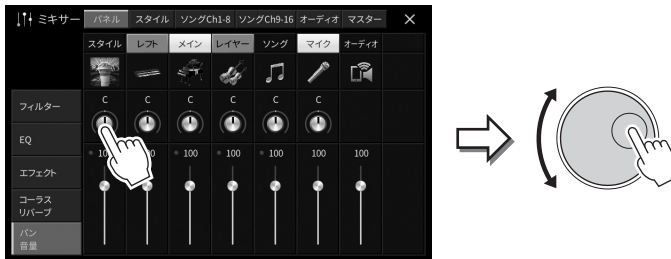 ミキサー パネル スタイル ソングCh1-8 ソングCh9-16 オーディオ マスター ×
スタイル レフト メイン レイヤー ソング マイク オーディオ
フィルター C C C C C C
EQ
100 100 100 100 100 100
エフェクト
コーラス
リバーブ
パン
音量